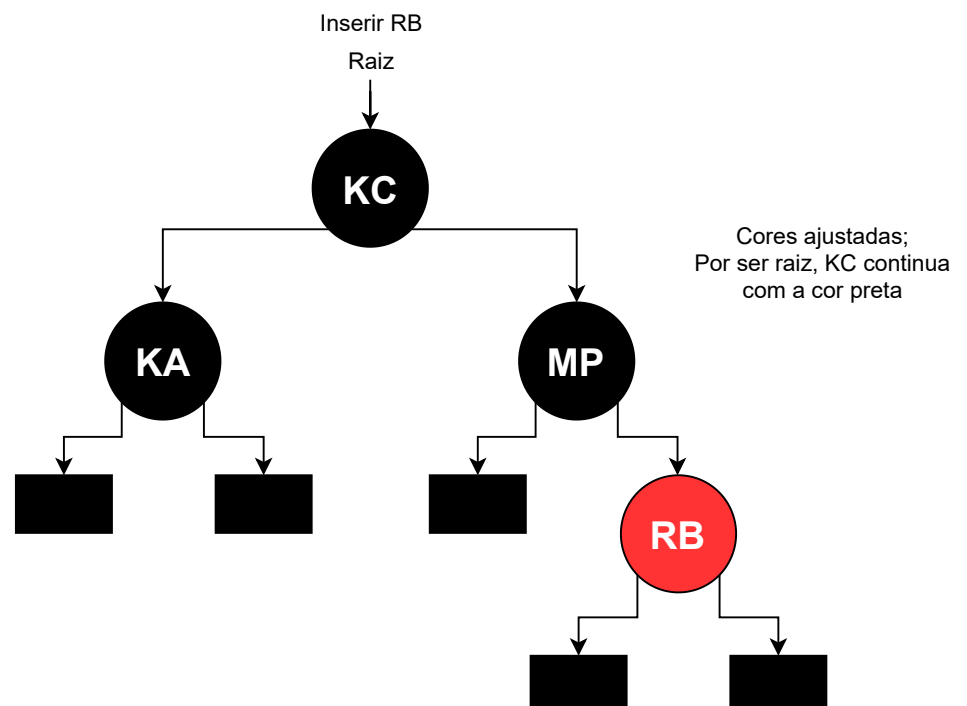 Inserir RB
Raiz
KC
Cores ajustadas;
Por ser raiz, KC continua
com a cor preta
KA
MP
RB